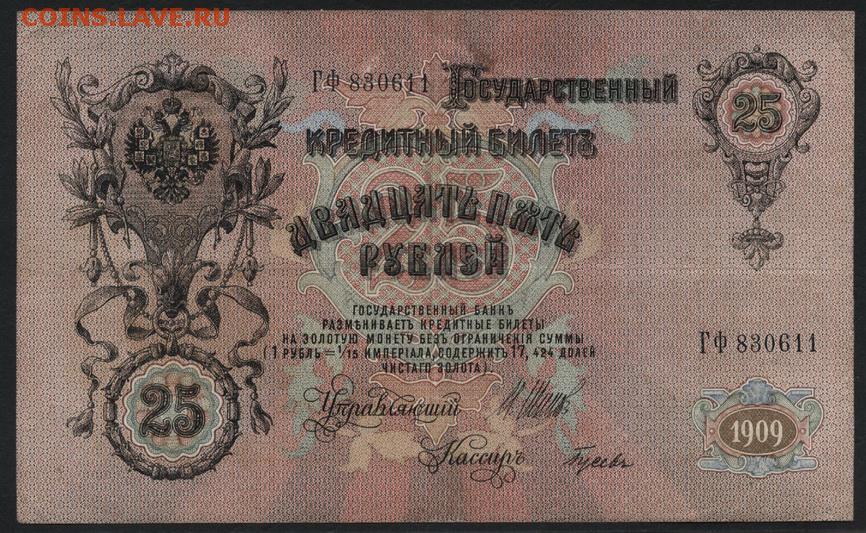 COINS.LAVE.RU
ГФ 830611 Государственный
25
Кредитный Билетъ
Двадцать пять
рублей
Государственный Банкъ
размѣниваетъ кредитные билеты
на золотую монету безъ ограниченія суммы
(1 рубль = 1/15 имперіала, содержитъ 17,424 долей
чистаго золота).
ГФ 830611
25
Управляющій И. Шиповъ
Кассиръ Гусевъ
1909